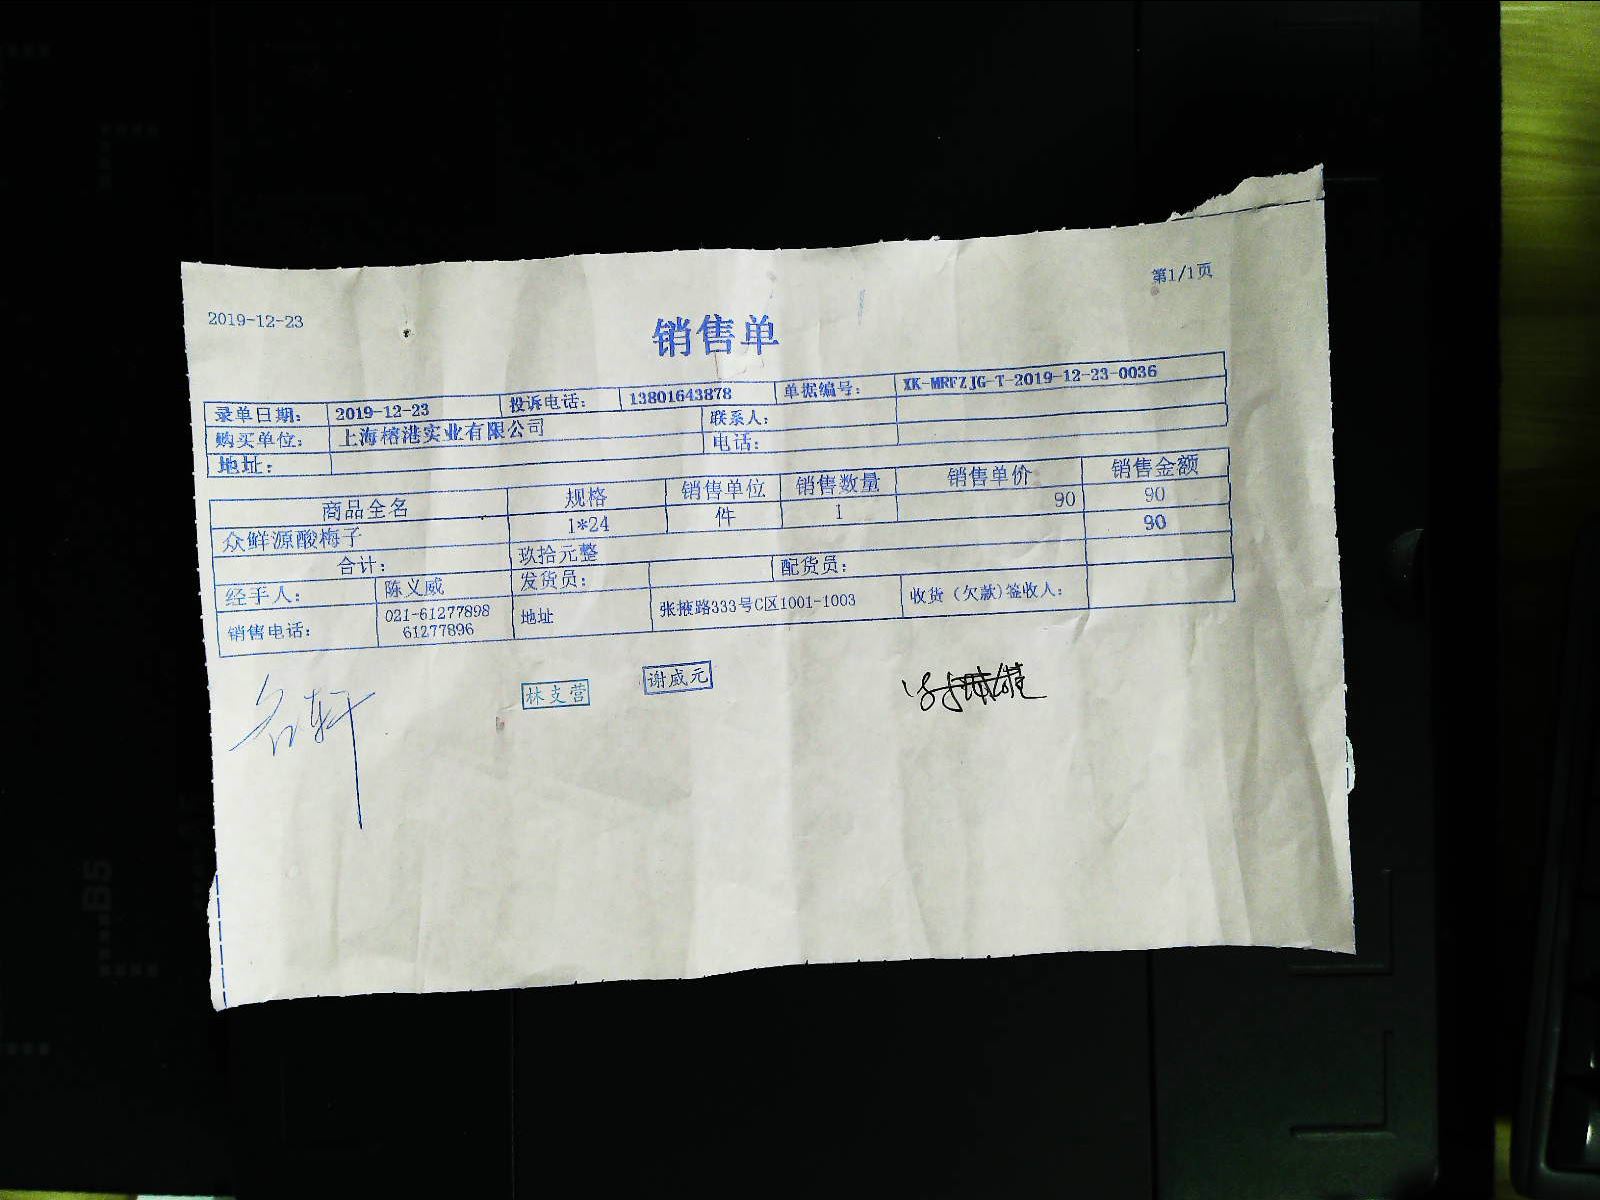 第1/1页
2019-12-23
销售单
录单日期： 2019-12-23 投诉电话： 13801643878 单据编号： XK-MRFZJG-T-2019-12-23-0036
购买单位： 上海榕港实业有限公司 联系人：
地址： 电话：
商品全名 规格 销售单位 销售数量 销售单价 销售金额
众鲜源酸梅子 1*24 件 1 90 90
合计： 玖拾元整 90
经手人： 陈义威 发货员： 配货员：
销售电话： 021-61277898 地址 张掖路333号C区1001-1003 收货（欠款)签收人：
61277896
林支营 谢威元
B5